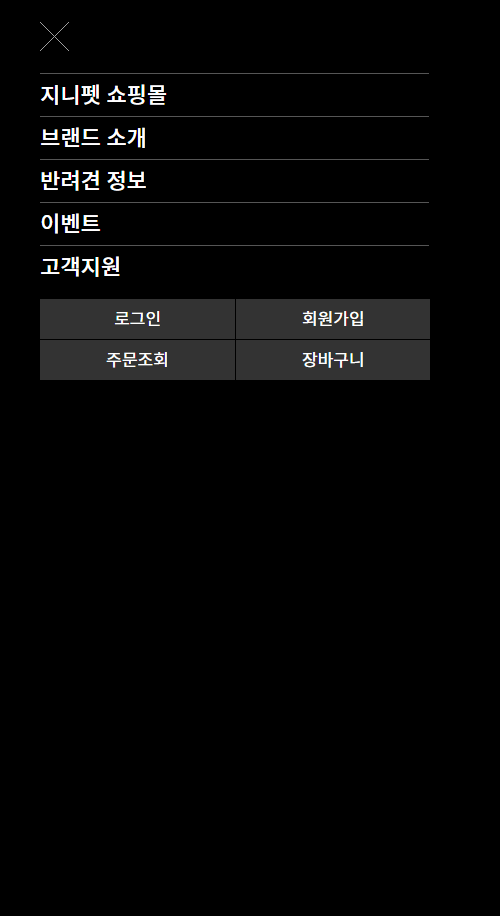 지니펫 쇼핑몰
브랜드 소개
반려견 정보
이벤트
고객지원
로그인 회원가입
주문조회 장바구니